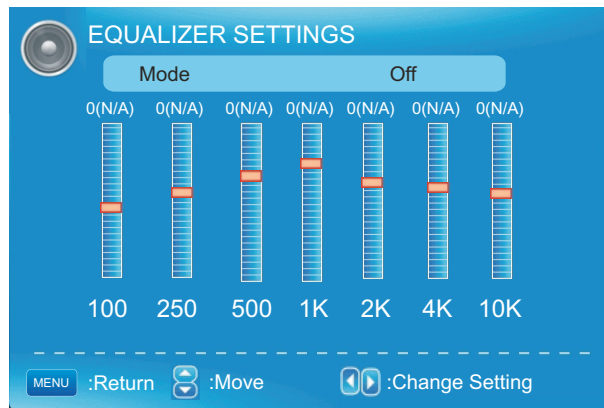 EQUALIZER SETTINGS
Mode Off
0(N/A) 0(N/A) 0(N/A) 0(N/A) 0(N/A) 0(N/A) 0(N/A)
100 250 500 1K 2K 4K 10K
MENU :Return :Move :Change Setting